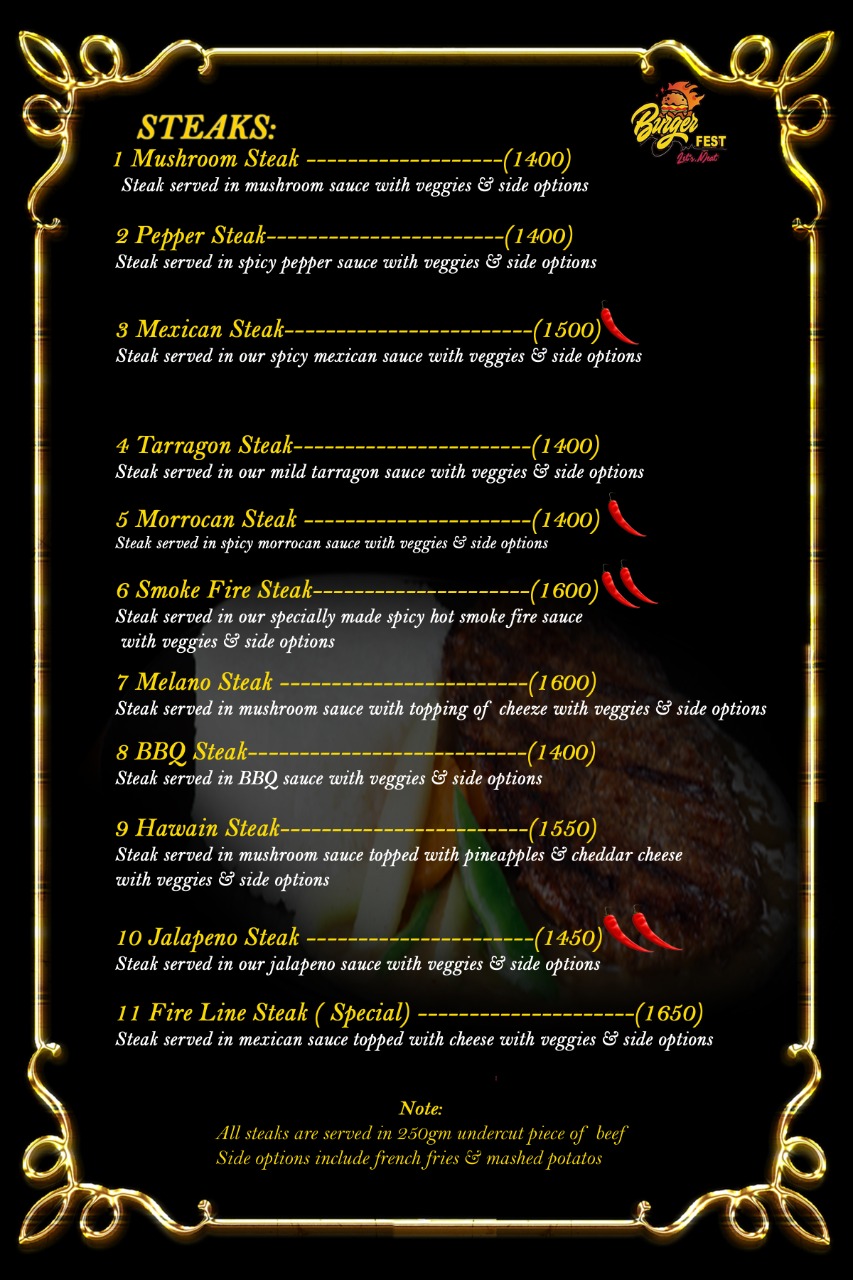 STEAKS:
Burger
FEST
Let's Meat
1 Mushroom Steak -------------------(1400)
Steak served in mushroom sauce with veggies & side options
2 Pepper Steak-----------------------(1400)
Steak served in spicy pepper sauce with veggies & side options
3 Mexican Steak------------------------(1500)
Steak served in our spicy mexican sauce with veggies & side options
4 Tarragon Steak-----------------------(1400)
Steak served in our mild tarragon sauce with veggies & side options
5 Morrocan Steak ----------------------(1400)
Steak served in spicy morrocan sauce with veggies & side options
6 Smoke Fire Steak---------------------(1600)
Steak served in our specially made spicy hot smoke fire sauce
with veggies & side options
7 Melano Steak ------------------------(1600)
Steak served in mushroom sauce with topping of cheeze with veggies & side options
8 BBQ Steak---------------------------(1400)
Steak served in BBQ sauce with veggies & side options
9 Hawain Steak------------------------(1550)
Steak served in mushroom sauce topped with pineapples & cheddar cheese
with veggies & side options
10 Jalapeno Steak ----------------------(1450)
Steak served in our jalapeno sauce with veggies & side options
11 Fire Line Steak ( Special) ---------------------(1650)
Steak served in mexican sauce topped with cheese with veggies & side options
Note:
All steaks are served in 250gm undercut piece of beef
Side options include french fries & mashed potatos